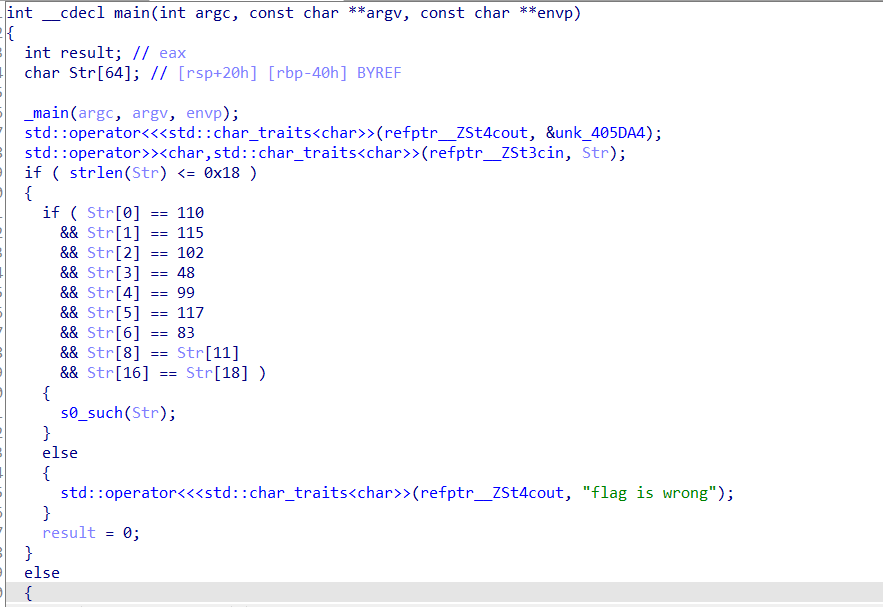 int __cdecl main(int argc, const char **argv, const char **envp)
{
int result; // eax
char Str[64]; // [rsp+20h] [rbp-40h] BYREF
_main(argc, argv, envp);
std::operator<<<std::char_traits<char>>(refptr__ZSt4cout, &unk_405DA4);
std::operator>><char,std::char_traits<char>>(refptr__ZSt3cin, Str);
if ( strlen(Str) <= 0x18 )
{
if ( Str[0] == 110
&& Str[1] == 115
&& Str[2] == 102
&& Str[3] == 48
&& Str[4] == 99
&& Str[5] == 117
&& Str[6] == 83
&& Str[8] == Str[11]
&& Str[16] == Str[18] )
{
s0_such(Str);
}
else
{
std::operator<<<std::char_traits<char>>(refptr__ZSt4cout, "flag is wrong");
}
result = 0;
}
else
{